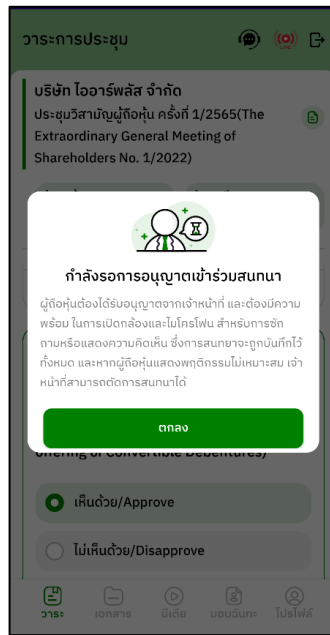 วาระการประชุม
LIVE
บริษัท ไออาร์พลัส จำกัด
ประชุมวิสามัญผู้ถือหุ้น ครั้งที่ 1/2565(The
Extraordinary General Meeting of
Shareholders No. 1/2022)
กำลังรอการอนุญาตเข้าร่วมสนทนา
ผู้ถือหุ้นต้องได้รับอนุญาตจากเจ้าหน้าที่ และต้องมีความ
พร้อม ในการเปิดกล้องและไมโครโฟน สำหรับการซัก
ถามหรือแสดงความคิดเห็น ซึ่งการสนทยาจะถูกบันทึกไว้
ทั้งหมด และหากผู้ถือหุ้นแสดงพฤติกรรมไม่เหมาะสม เจ้า
หน้าที่สามารถตัดการสนทนาได้
ตกลง
offering of Convertible Debentures)
เห็นด้วย/Approve
ไม่เห็นด้วย/Disapprove
วาระ
เอกสาร
มีเดีย
มอบฉันทะ
โปรไฟล์